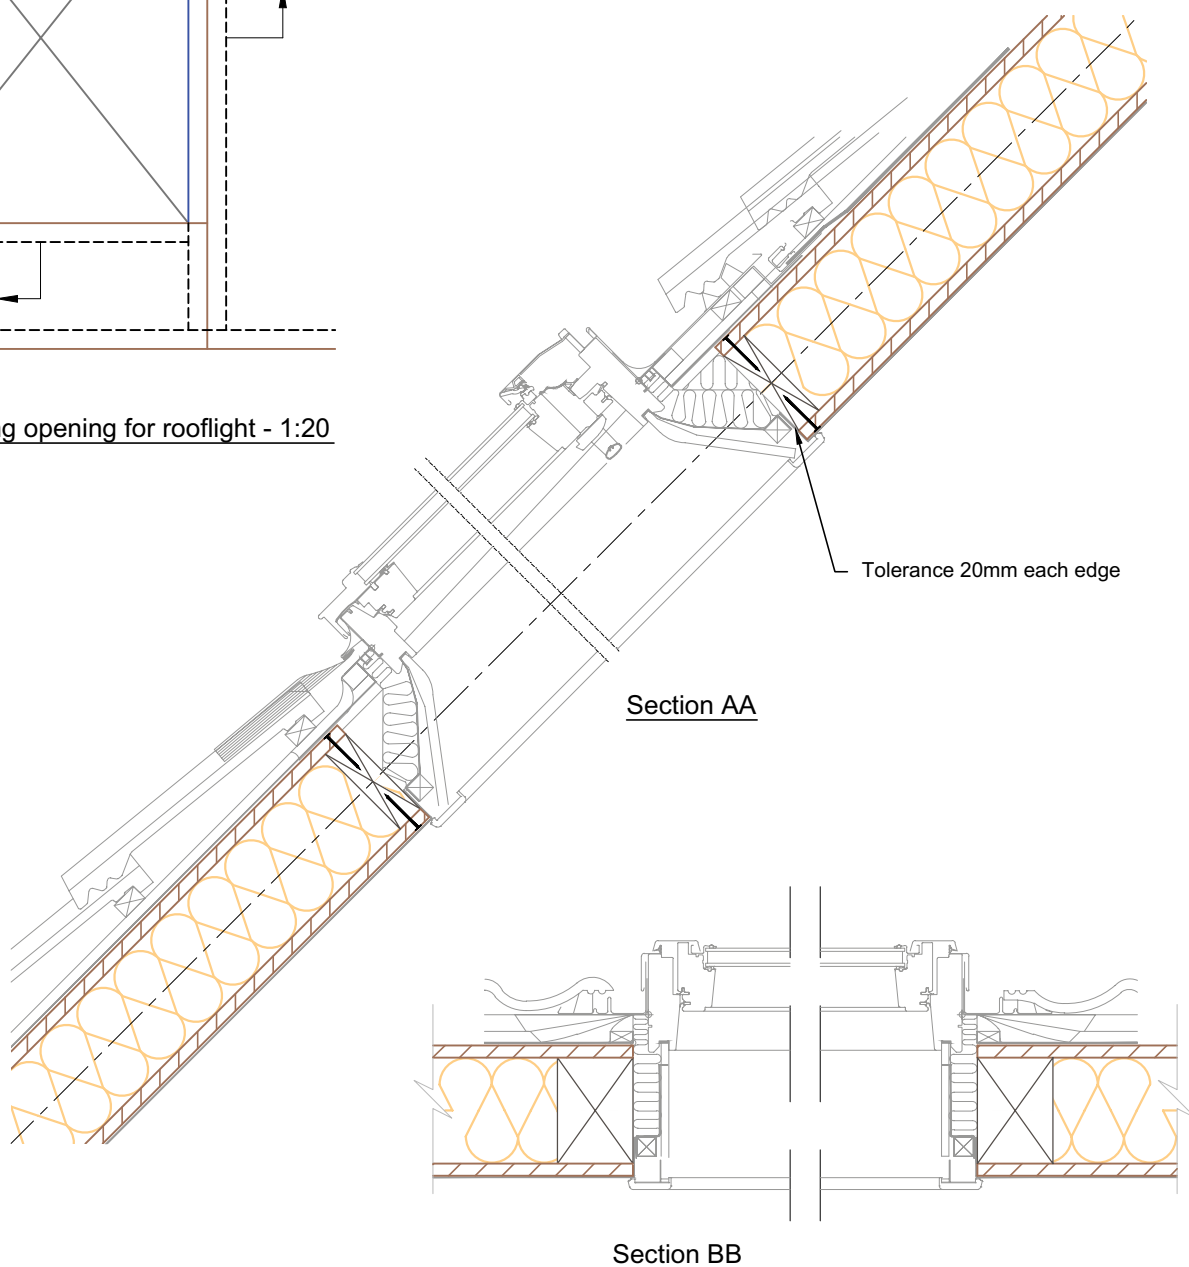 opening for rooflight - 1:20
Tolerance 20mm each edge
Section AA
Section BB